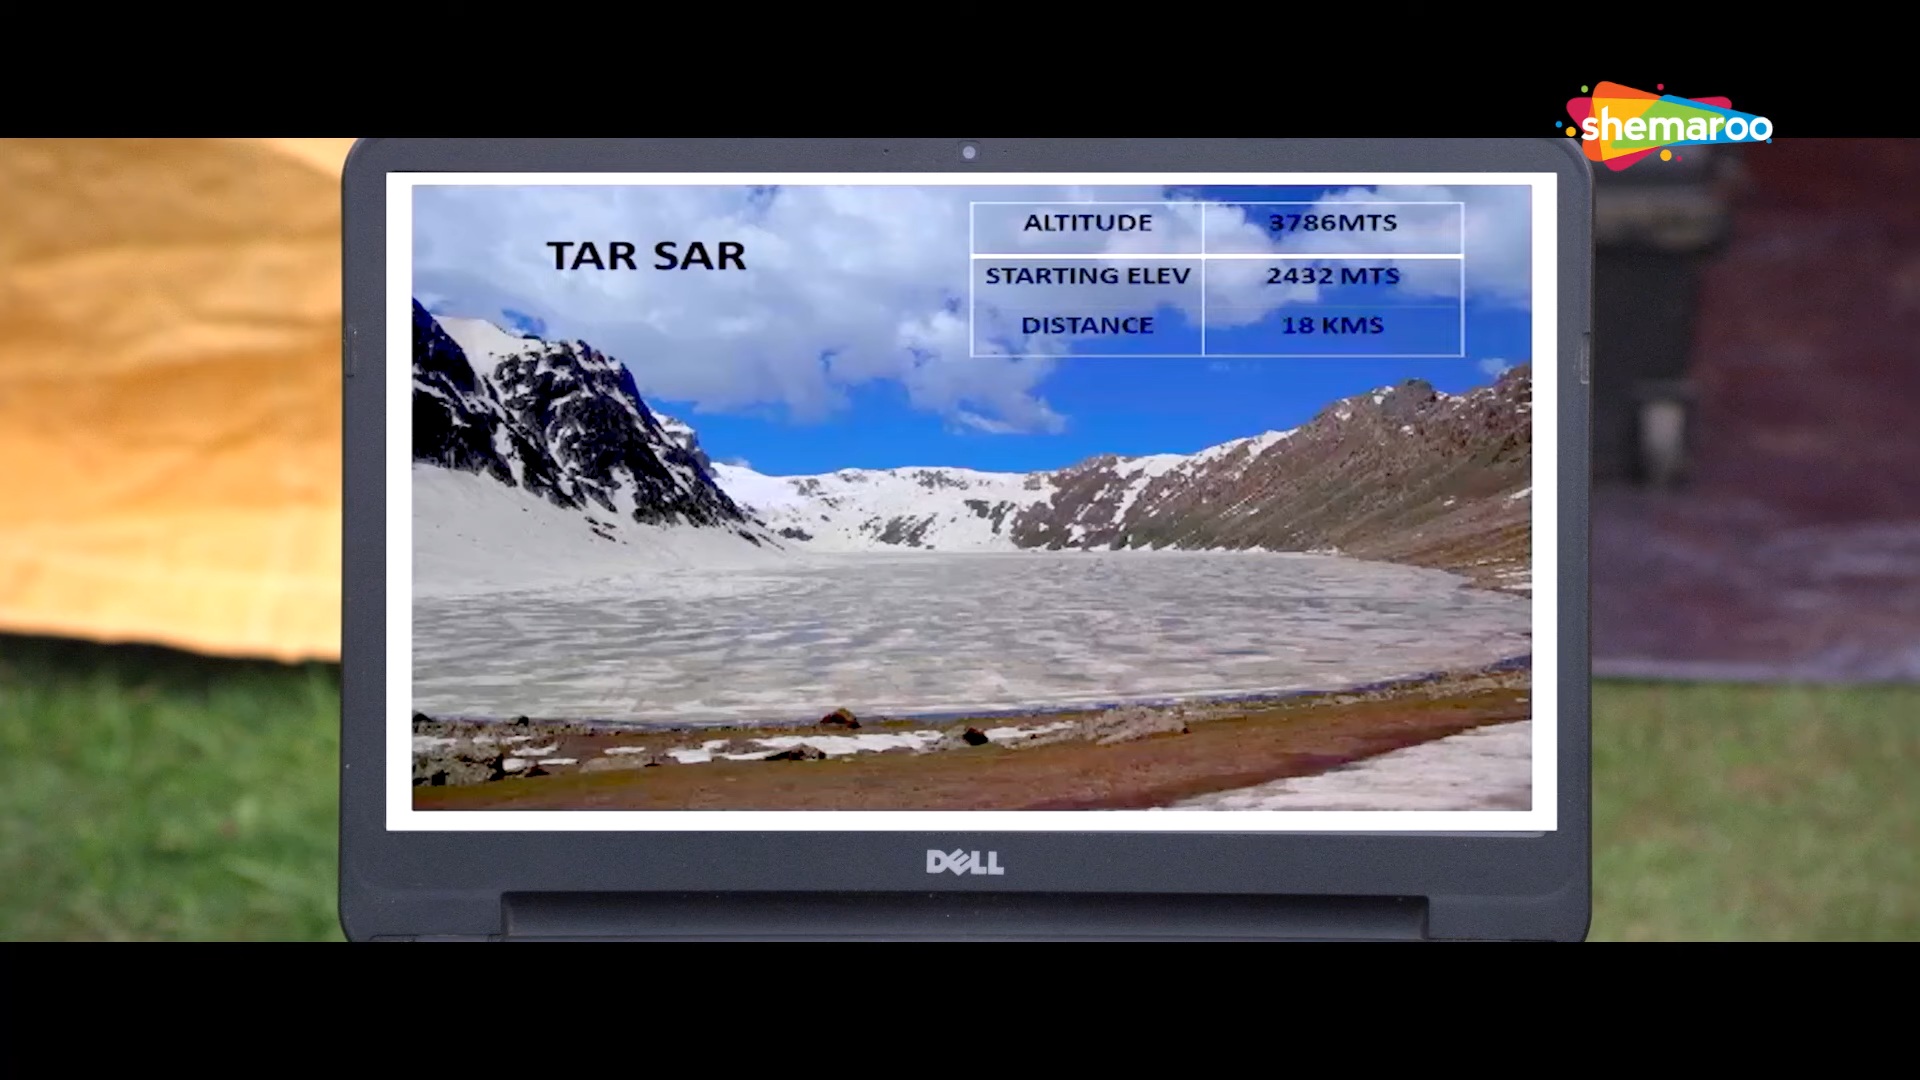 shemaroo
TAR SAR
ALTITUDE 3786MTS
STARTING ELEV 2432 MTS
DISTANCE 18 KMS
DELL